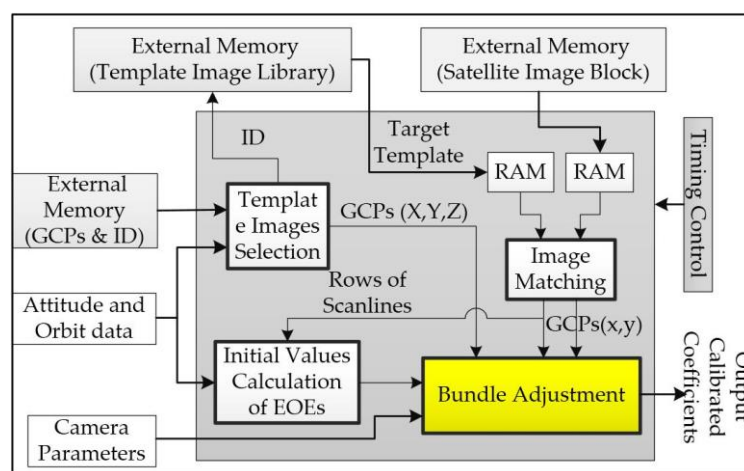 External Memory
(Template Image Library)
External Memory
(Satellite Image Block)
ID
Target
Template
RAM
RAM
Timing Control
External
Memory
(GCPs & ID)
Templat
e Images
Selection
GCPs (X,Y,Z)
Image
Matching
Rows of
Scanlines
GCPs(x,y)
Attitude and
Orbit data
Initial Values
Calculation
of EOEs
Bundle Adjustment
Output
Calibrated
Coefficients
Camera
Parameters